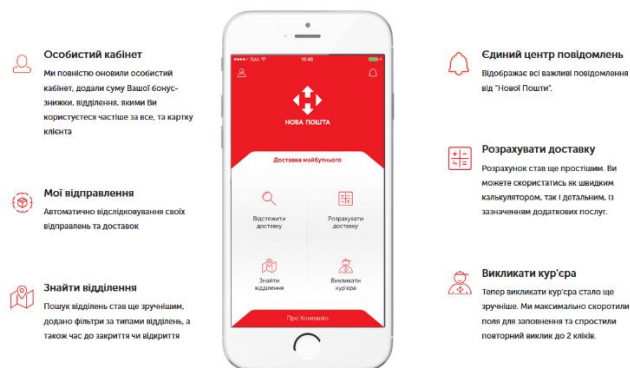 Особистий кабінет
Ми повністю оновили особистий
кабінет, додали суму Вашої бонус-
знижки, відділення, якими Ви
користуєтеся частіше за все, та картку
клієнта
Мої відправлення
Автоматично відслідковування своїх
відправлень та доставок
Знайти відділення
Пошук відділень став ще зручнішим,
додано фільтри за типами відділень, а
також час до закриття чи відкриття
НОВА ПОШТА
Доставка майбутнього
Відстежити
доставку
Розрахувати
доставку
Знайти
відділення
Викликати
кур'єра
Про Компанію
Єдиний центр повідомлень
Відображає всі важливі повідомлення
від "Нової Пошти".
Розрахувати доставку
Розрахунок став ще простішим. Ви
можете скористатись як швидким
калькулятором, так і детальним, із
зазначенням додаткових послуг.
Викликати кур'єра
Тепер викликати кур'єра стало ще
зручніше. Ми максимально скоротили
поля для заповнення та спростили
повторний виклик до 2 кліків.